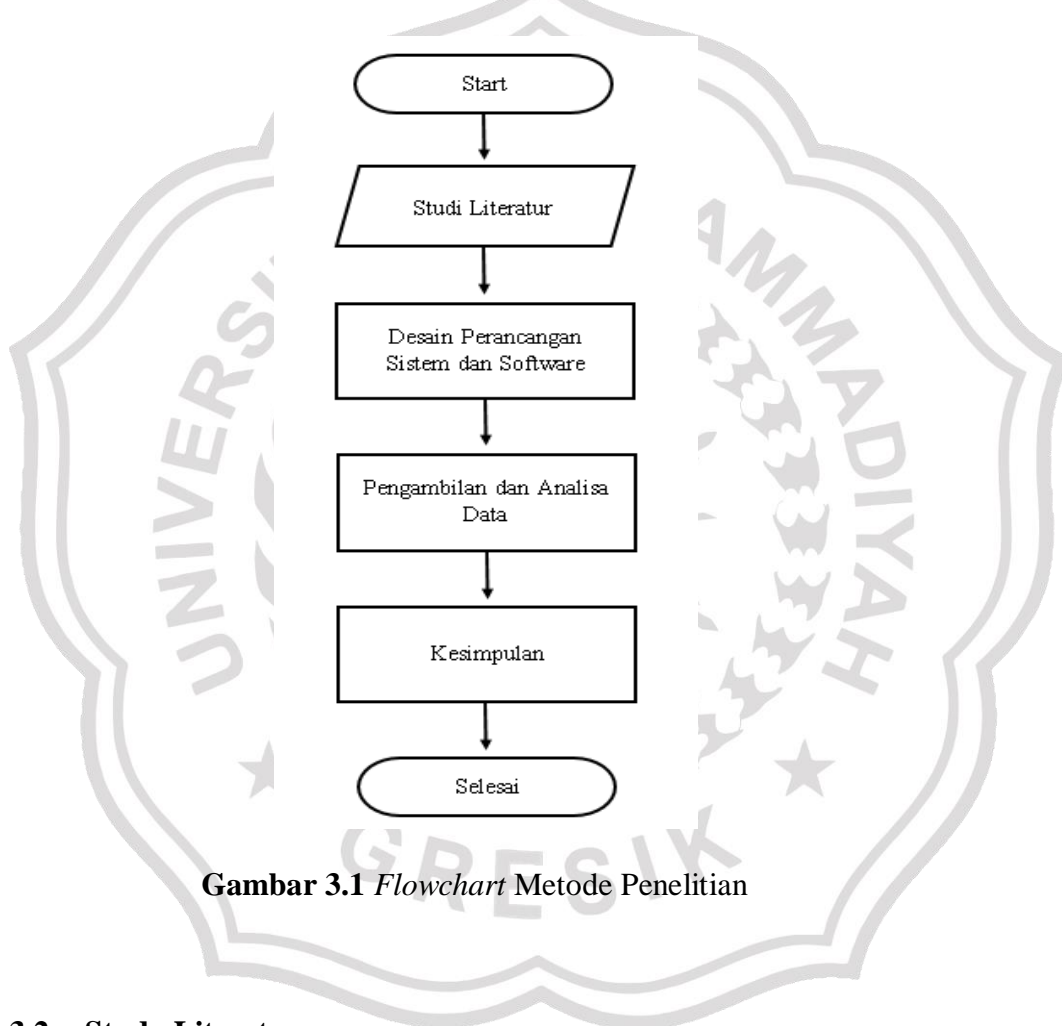 Start
Studi Literatur
Desain Perancangan
Sistem dan Software
Pengambilan dan Analisa
Data
Kesimpulan
Selesai
GRESIK
Gambar 3.1 Flowchart Metode Penelitian